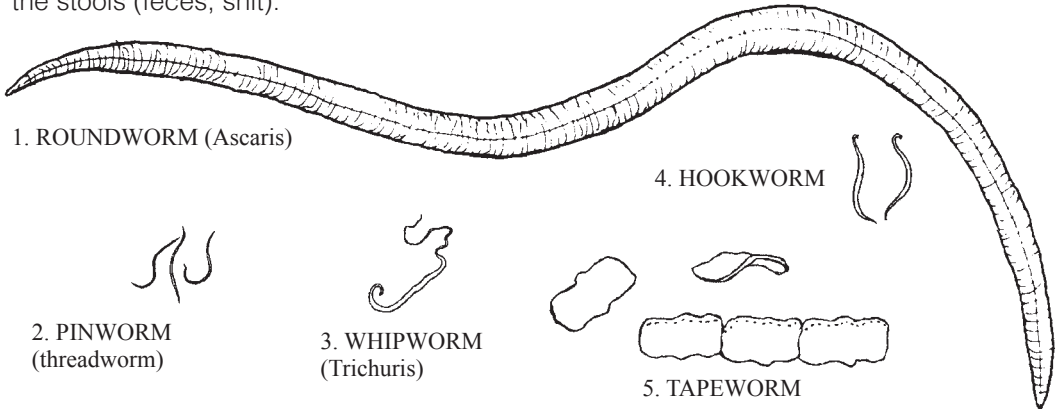 the stools (feces, shit).
1. ROUNDWORM (Ascaris)
4. HOOKWORM
2. PINWORM
(threadworm)
3. WHIPWORM
(Trichuris)
5. TAPEWORM